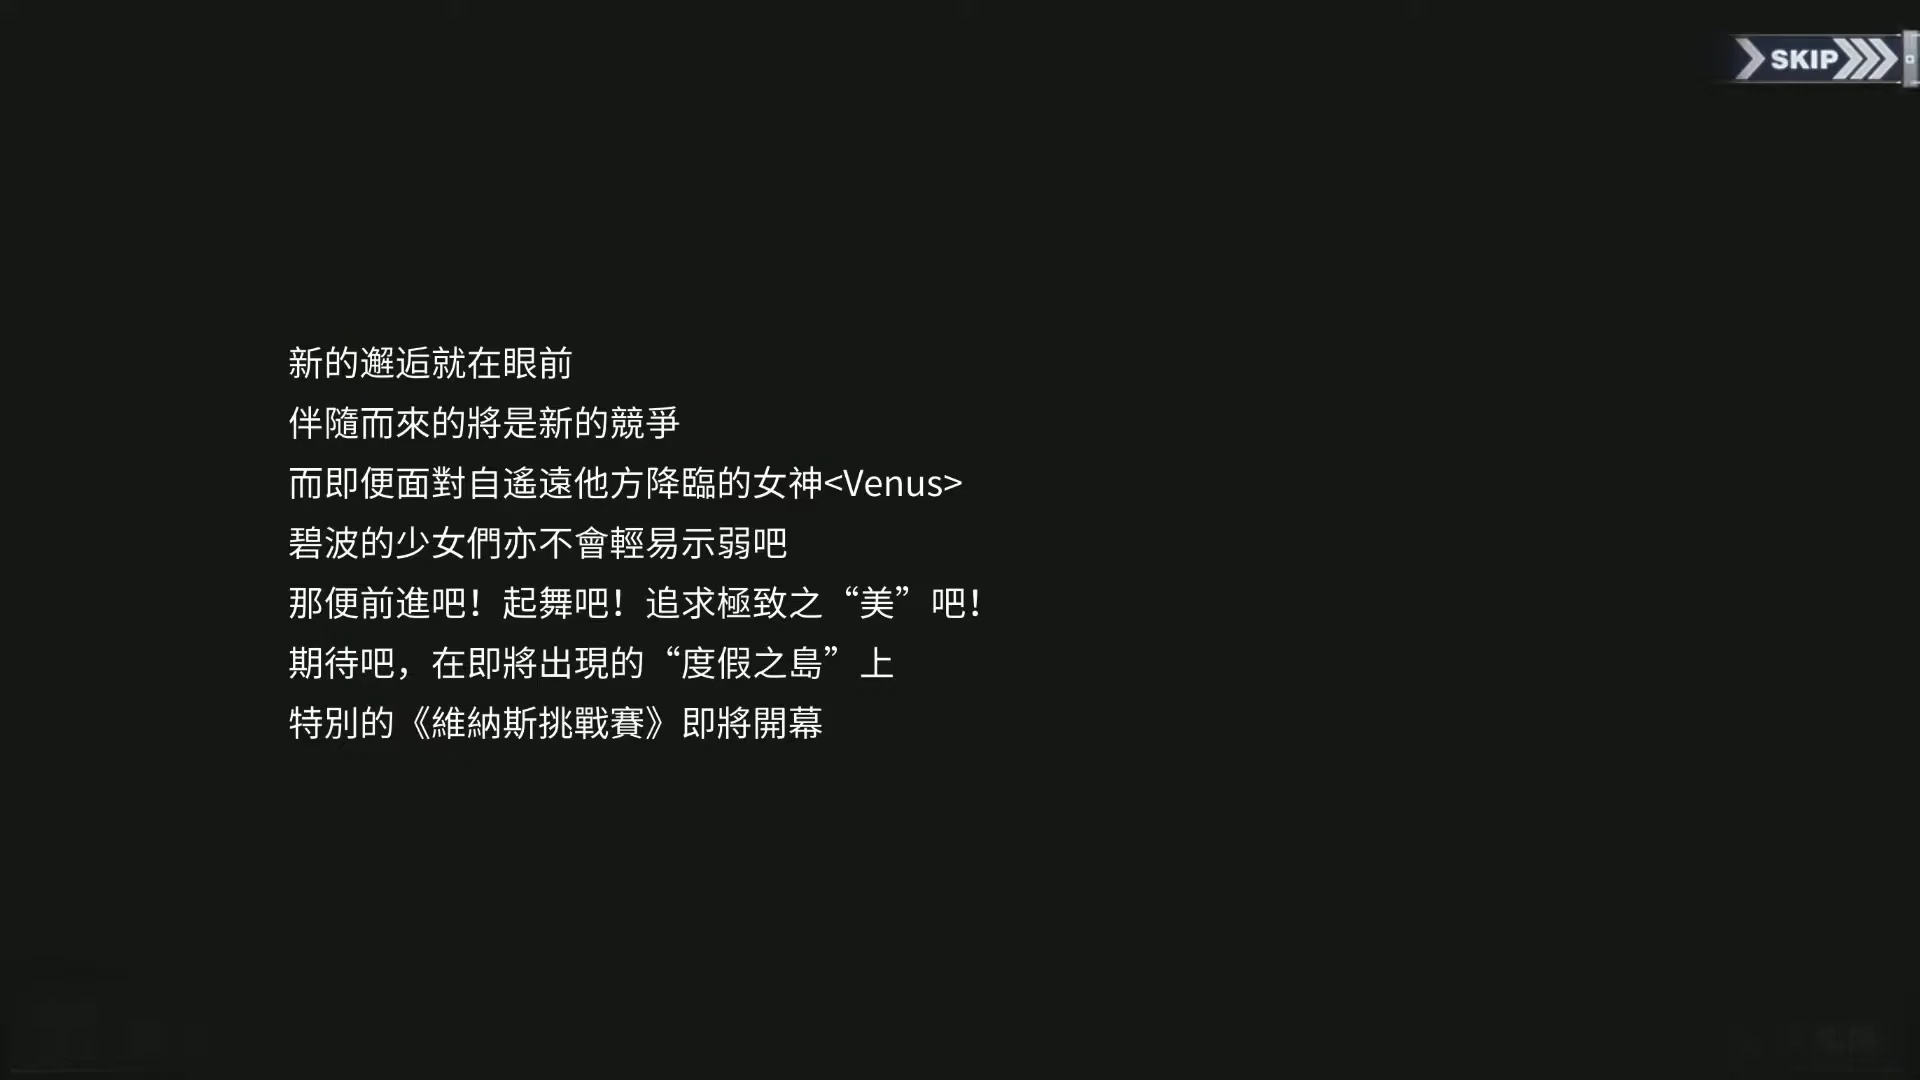 SKIP
新的邂逅就在眼前
伴隨而來的將是新的競爭
而即便面對自遙遠他方降臨的女神<Venus>
碧波的少女們亦不會輕易示弱吧
那便前進吧！起舞吧！追求極致之“美”吧！
期待吧，在即將出現的“度假之島”上
特別的《維納斯挑戰賽》即將開幕